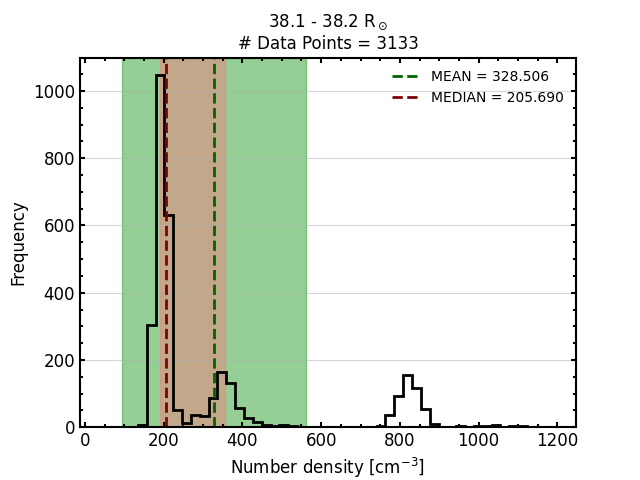 38.1 - 38.2 R⊙
# Data Points = 3133
MEAN = 328.506
MEDIAN = 205.690
Frequency
1000
800
600
400
200
0
0 200 400 600 800 1000 1200
Number density [cm⁻³]